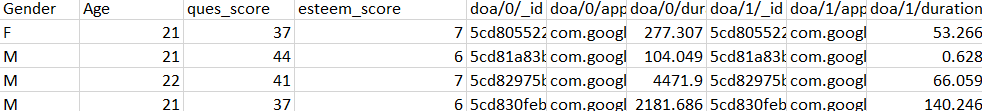 Gender Age ques_score esteem_score doa/0/_id doa/0/app doa/0/dur doa/1/_id doa/1/app doa/1/duration
F 21 37 7 5cd805522 com.googl 277.307 5cd805522 com.googl 53.266
M 21 44 6 5cd81a83b com.googl 104.049 5cd81a83b com.googl 0.628
M 22 41 7 5cd82975b com.googl 4471.9 5cd82975b com.googl 66.059
M 21 37 6 5cd830feb com.googl 2181.686 5cd830feb com.googl 140.246